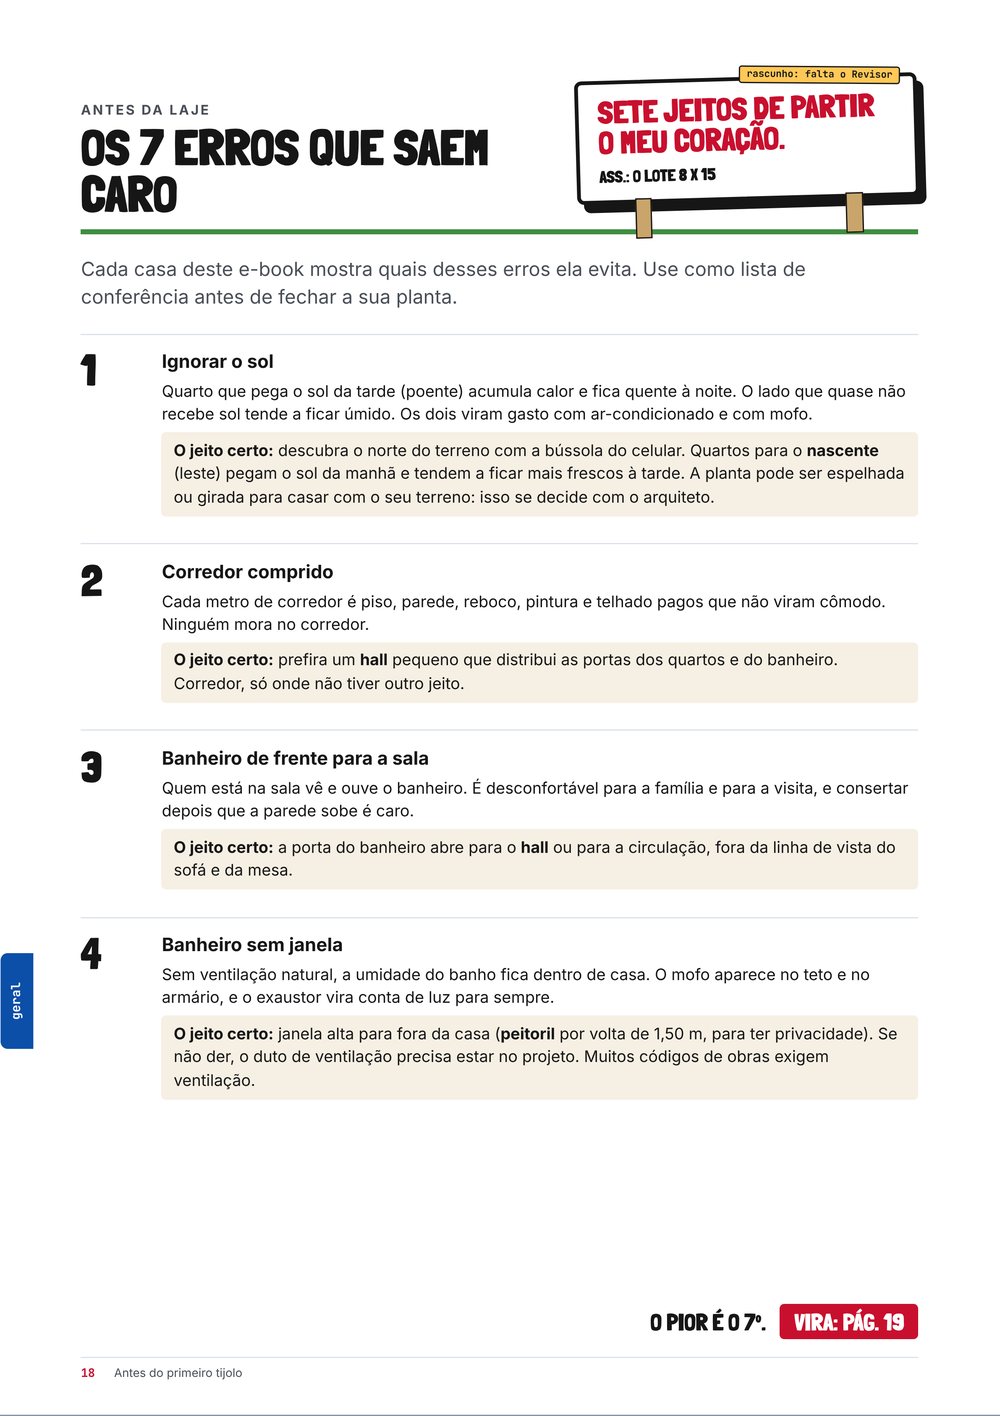 ANTES DA LAJE
OS 7 ERROS QUE SAEM
CARO
rascunho: falta o Revisor
SETE JEITOS DE PARTIR
O MEU CORAÇÃO.
ASS.: O LOTE 8 X 15
Cada casa deste e-book mostra quais desses erros ela evita. Use como lista de
conferência antes de fechar a sua planta.
1
Ignorar o sol
Quarto que pega o sol da tarde (poente) acumula calor e fica quente à noite. O lado que quase não
recebe sol tende a ficar úmido. Os dois viram gasto com ar-condicionado e com mofo.
O jeito certo: descubra o norte do terreno com a bússola do celular. Quartos para o nascente
(leste) pegam o sol da manhã e tendem a ficar mais frescos à tarde. A planta pode ser espelhada
ou girada para casar com o seu terreno: isso se decide com o arquiteto.
2
Corredor comprido
Cada metro de corredor é piso, parede, reboco, pintura e telhado pagos que não viram cômodo.
Ninguém mora no corredor.
O jeito certo: prefira um hall pequeno que distribui as portas dos quartos e do banheiro.
Corredor, só onde não tiver outro jeito.
3
Banheiro de frente para a sala
Quem está na sala vê e ouve o banheiro. É desconfortável para a família e para a visita, e consertar
depois que a parede sobe é caro.
O jeito certo: a porta do banheiro abre para o hall ou para a circulação, fora da linha de vista do
sofá e da mesa.
4
Banheiro sem janela
Sem ventilação natural, a umidade do banho fica dentro de casa. O mofo aparece no teto e no
armário, e o exaustor vira conta de luz para sempre.
O jeito certo: janela alta para fora da casa (peitoril por volta de 1,50 m, para ter privacidade). Se
não der, o duto de ventilação precisa estar no projeto. Muitos códigos de obras exigem
ventilação.
geral
O PIOR É O 7º.
VIRA: PÁG. 19
18
Antes do primeiro tijolo